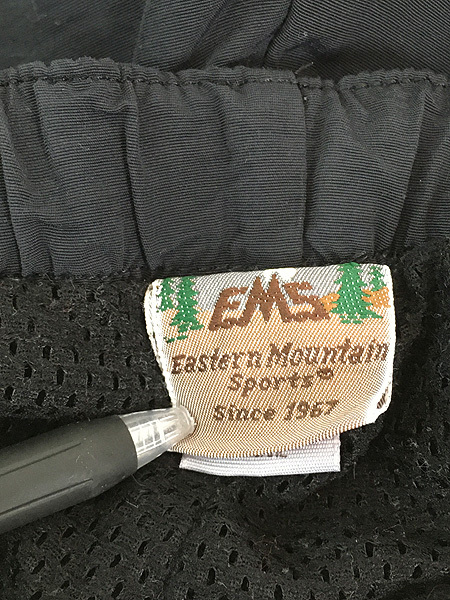 EMS
Eastern Mountain
Sports
Since 1967